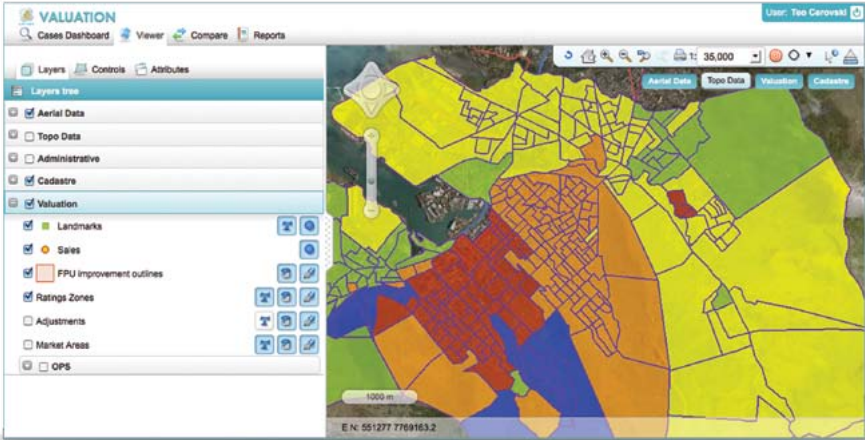 VALUATION
User: Teo Carovski
Cases Dashboard Viewer Compare Reports
1: 35,000
Layers Controls Attributes
Aerial Data Topo Data Valuation Cadastre
Layers tree
Aerial Data
Topo Data
Administrative
Cadastre
Valuation
Landmarks
Sales
FPU improvement outlines
Ratings Zones
Adjustments
Market Areas
OPS
1000 m
E N: 551277 7769163.2